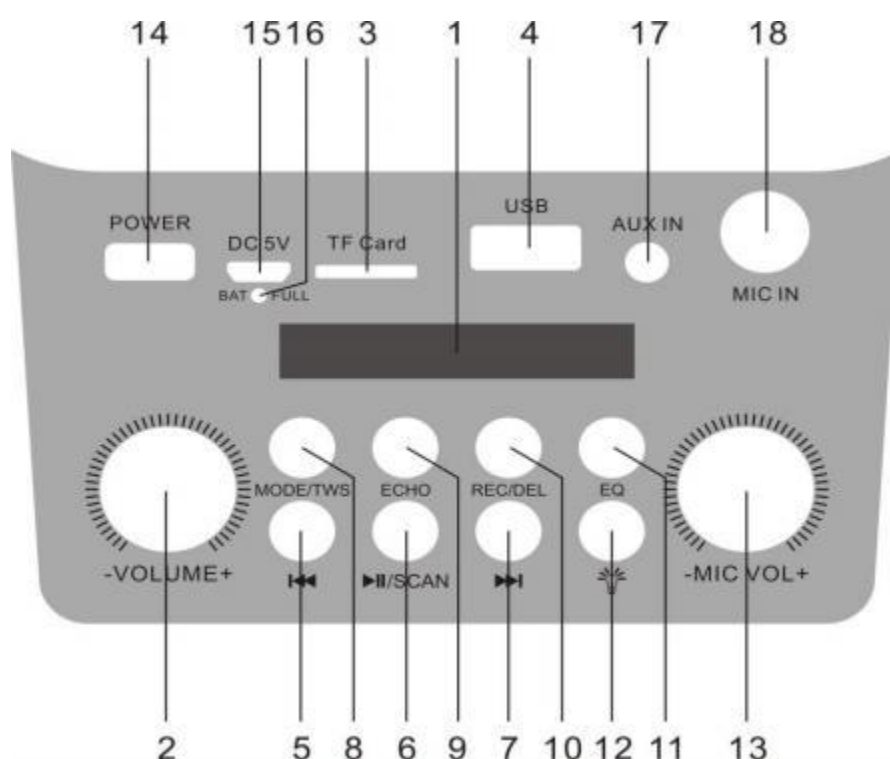 14 15 16 3 1 4 17 18
USB
POWER AUX IN
DC 5V TF Card
BAT FULL MIC IN
MODE/TWS ECHO REC/DEL EQ
-VOLUME+ ⏮ ⏯/SCAN ⏭ -MIC VOL+
2 5 8 6 9 7 10 12 11 13